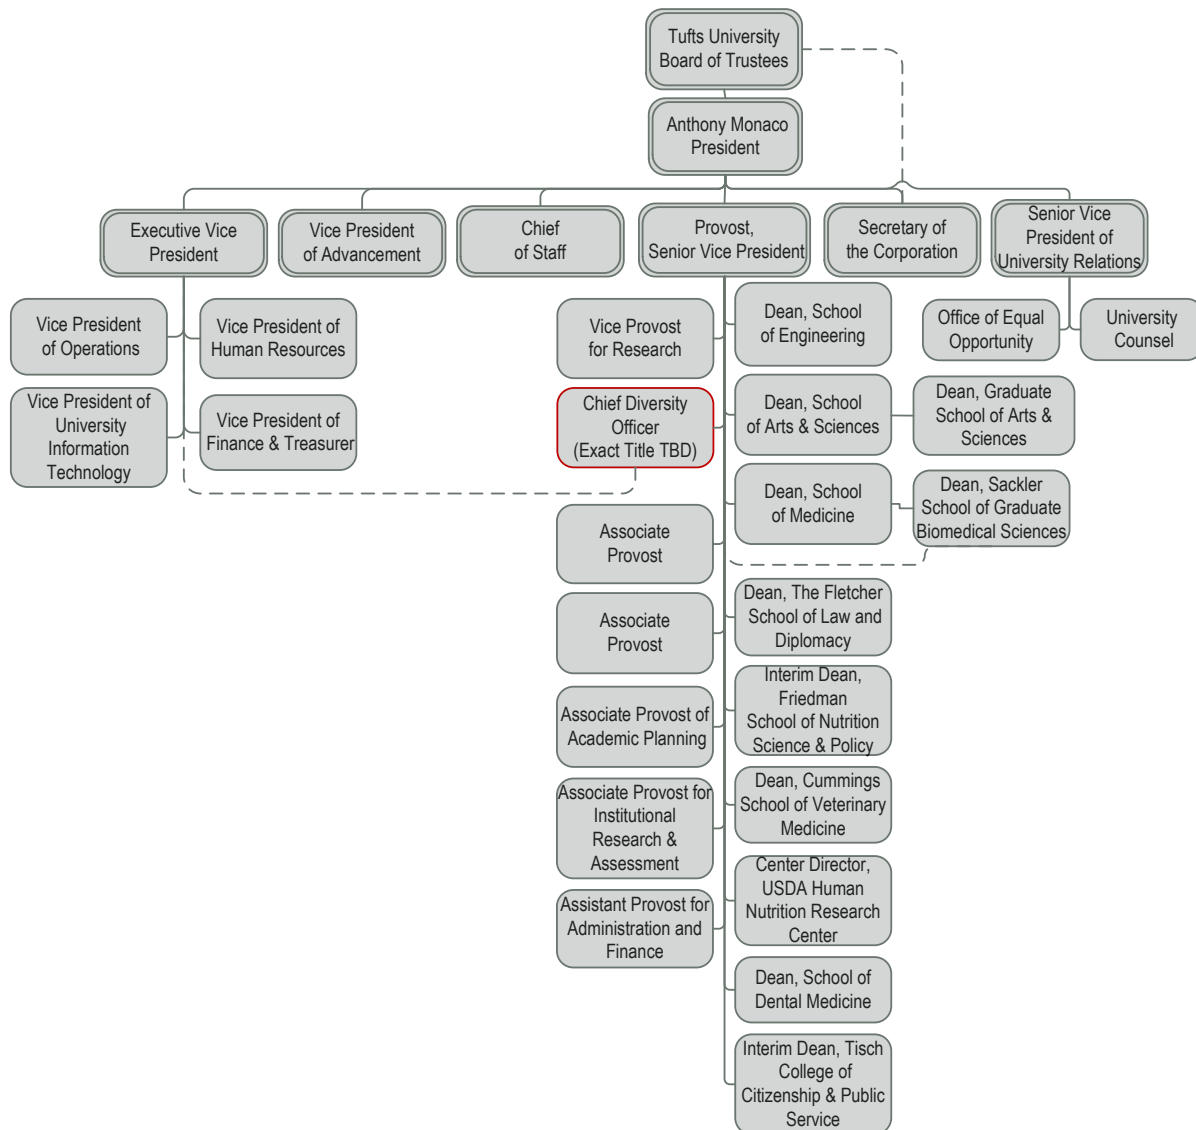 Tufts University
Board of Trustees
Anthony Monaco
President
Executive Vice
President
Vice President
of Advancement
Chief
of Staff
Provost,
Senior Vice President
Secretary of
the Corporation
Senior Vice
President of
University Relations
Vice President
of Operations
Vice President of
Human Resources
Vice President of
University
Information
Technology
Vice President of
Finance & Treasurer
Vice Provost
for Research
Dean, School
of Engineering
Office of Equal
Opportunity
University
Counsel
Chief Diversity
Officer
(Exact Title TBD)
Dean, School
of Arts & Sciences
Dean, Graduate
School of Arts &
Sciences
Dean, School
of Medicine
Dean, Sackler
School of Graduate
Biomedical Sciences
Associate
Provost
Dean, The Fletcher
School of Law and
Diplomacy
Associate
Provost
Interim Dean,
Friedman
School of Nutrition
Science & Policy
Associate Provost of
Academic Planning
Dean, Cummings
School of Veterinary
Medicine
Associate Provost for
Institutional
Research &
Assessment
Center Director,
USDA Human
Nutrition Research
Center
Assistant Provost for
Administration and
Finance
Dean, School of
Dental Medicine
Interim Dean, Tisch
College of
Citizenship & Public
Service